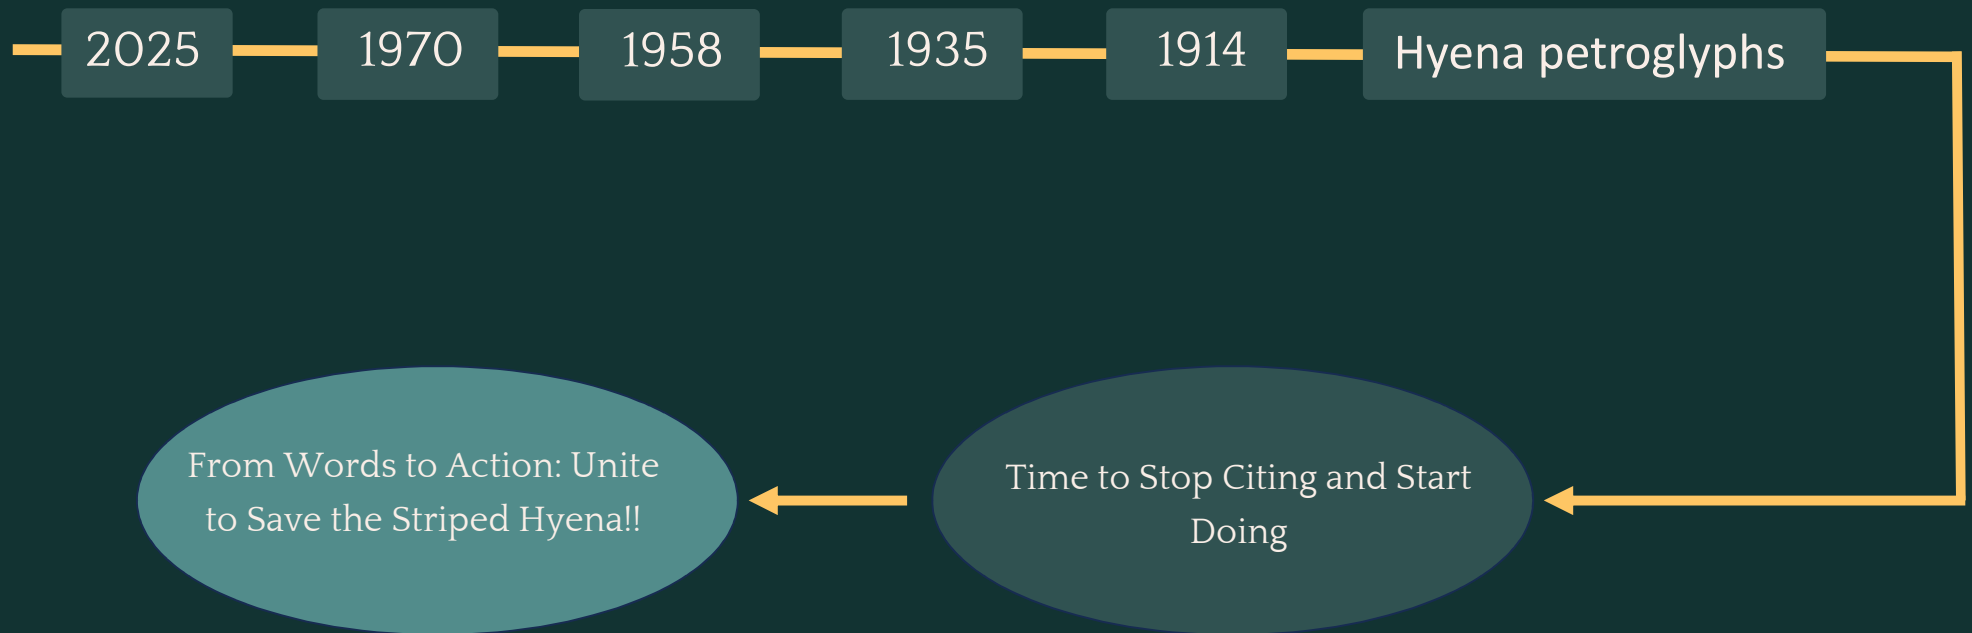 2025
1970
1958
1935
1914
Hyena petroglyphs
Time to Stop Citing and Start
Doing
From Words to Action: Unite
to Save the Striped Hyena!!